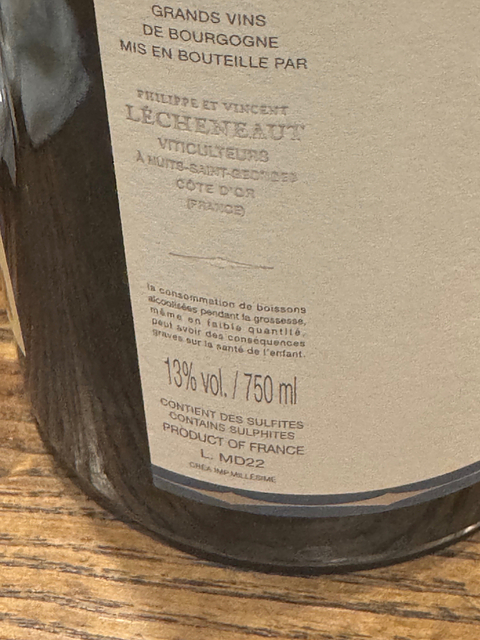 GRANDS VINS
DE BOURGOGNE
MIS EN BOUTEILLE PAR
PHILIPPE ET VINCENT
LÉCHENEAUT
VITICULTEURS
À NUITS-SAINT-GEORGES
CÔTE D'OR
(FRANCE)
la consommation de boissons
alcoolisées pendant la grossesse,
même en faible quantité,
peut avoir des conséquences
graves sur la santé de l'enfant.
13% vol. / 750 ml
CONTIENT DES SULFITES
CONTAINS SULPHITES
PRODUCT OF FRANCE
L. MD22
CRÉA IMP.MILLÉSIME